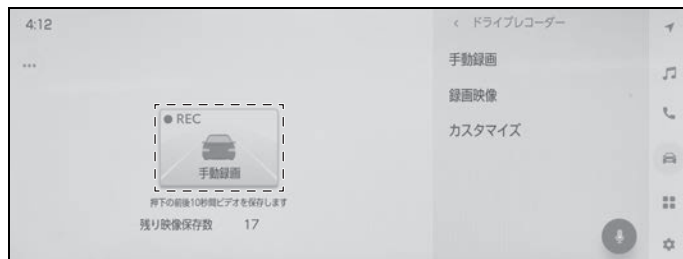 4:12
● REC
手動録画
押下の前後10秒間ビデオを保存します
残り映像保存数 17
ドライブレコーダー
手動録画
録画映像
カスタマイズ